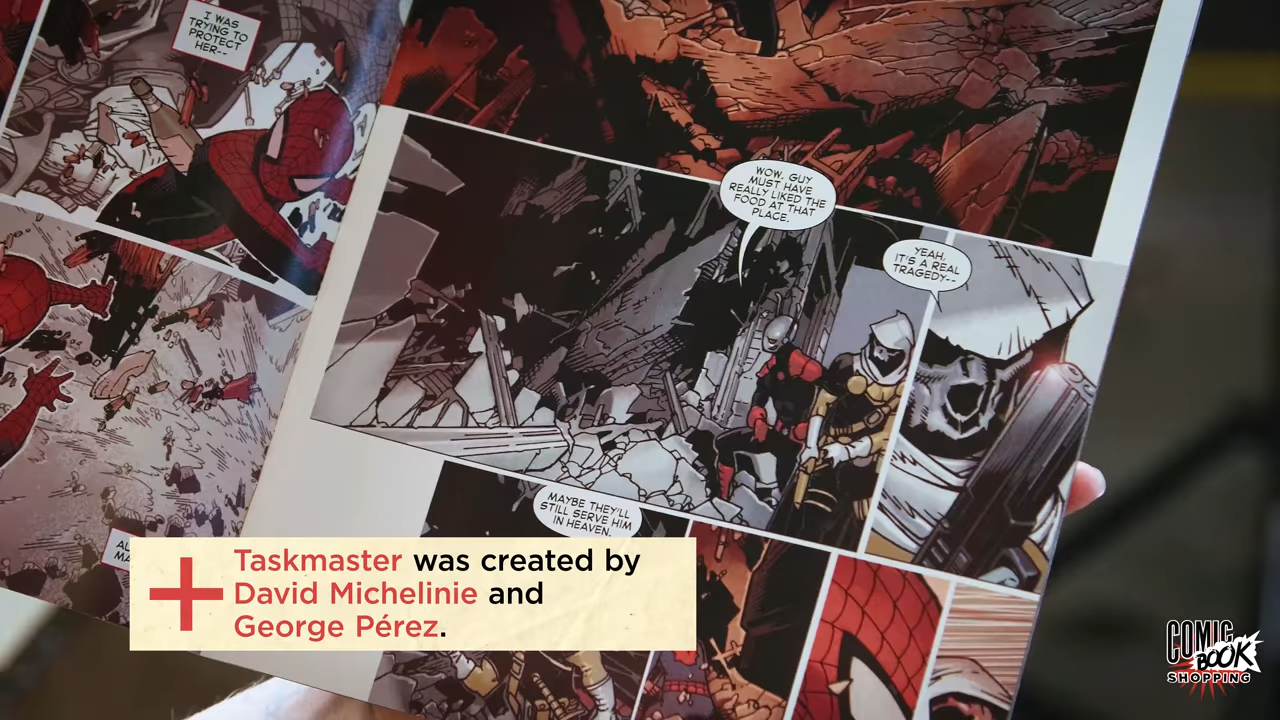 I WAS
TRYING TO
PROTECT
HER--
WOW. GUY
MUST HAVE
REALLY LIKED THE
FOOD AT THAT
PLACE.
YEAH,
IT'S A REAL
TRAGEDY--
MAYBE THEY'LL
STILL SERVE HIM
IN HEAVEN.
Taskmaster was created by
David Michelinie and
George Pérez.
COMIC
BOOK
SHOPPING